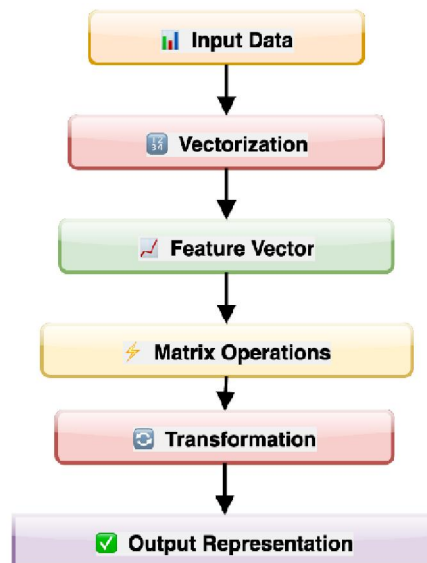 📊 Input Data
🔢 Vectorization
📈 Feature Vector
⚡ Matrix Operations
🔄 Transformation
✅ Output Representation